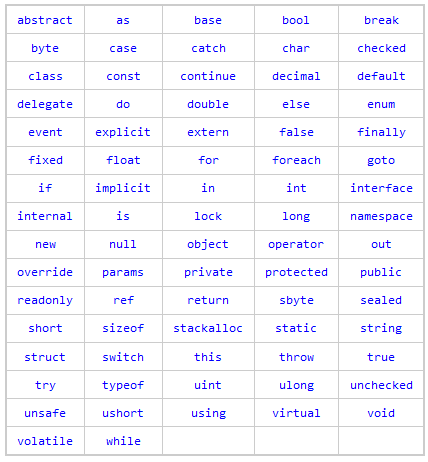 abstract as base bool break
byte case catch char checked
class const continue decimal default
delegate do double else enum
event explicit extern false finally
fixed float for foreach goto
if implicit in int interface
internal is lock long namespace
new null object operator out
override params private protected public
readonly ref return sbyte sealed
short sizeof stackalloc static string
struct switch this throw true
try typeof uint ulong unchecked
unsafe ushort using virtual void
volatile while